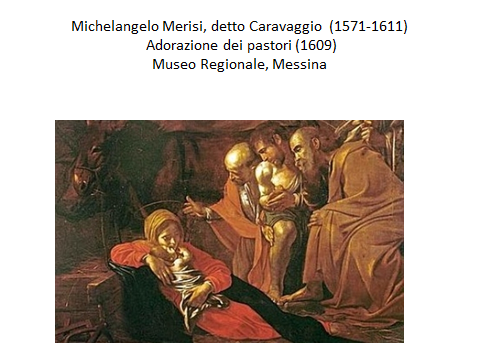 Michelangelo Merisi, detto Caravaggio (1571-1611)
Adorazione dei pastori (1609)
Museo Regionale, Messina